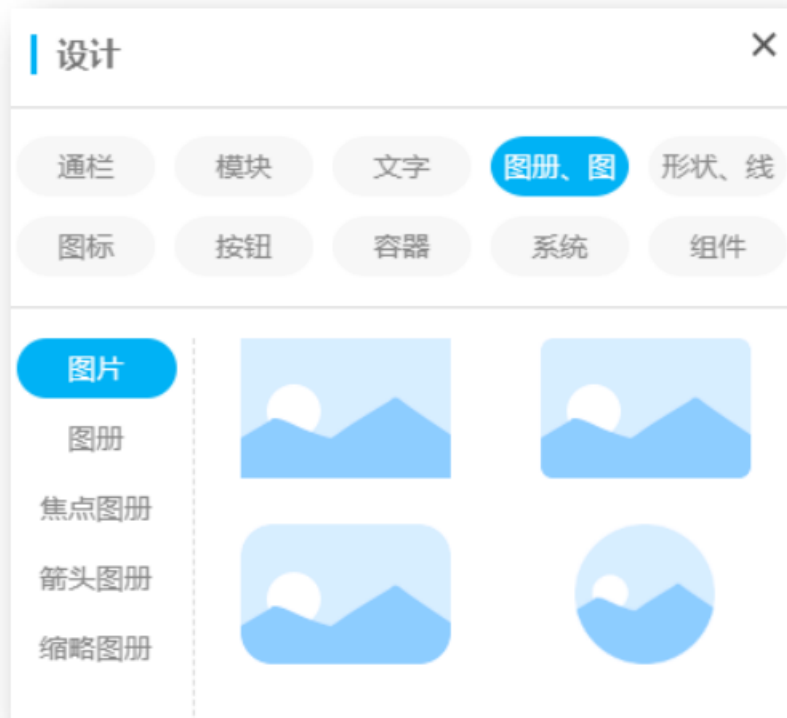 设计
通栏 模块 文字 图册、图 形状、线
图标 按钮 容器 系统 组件
图片
图册
焦点图册
箭头图册
缩略图册